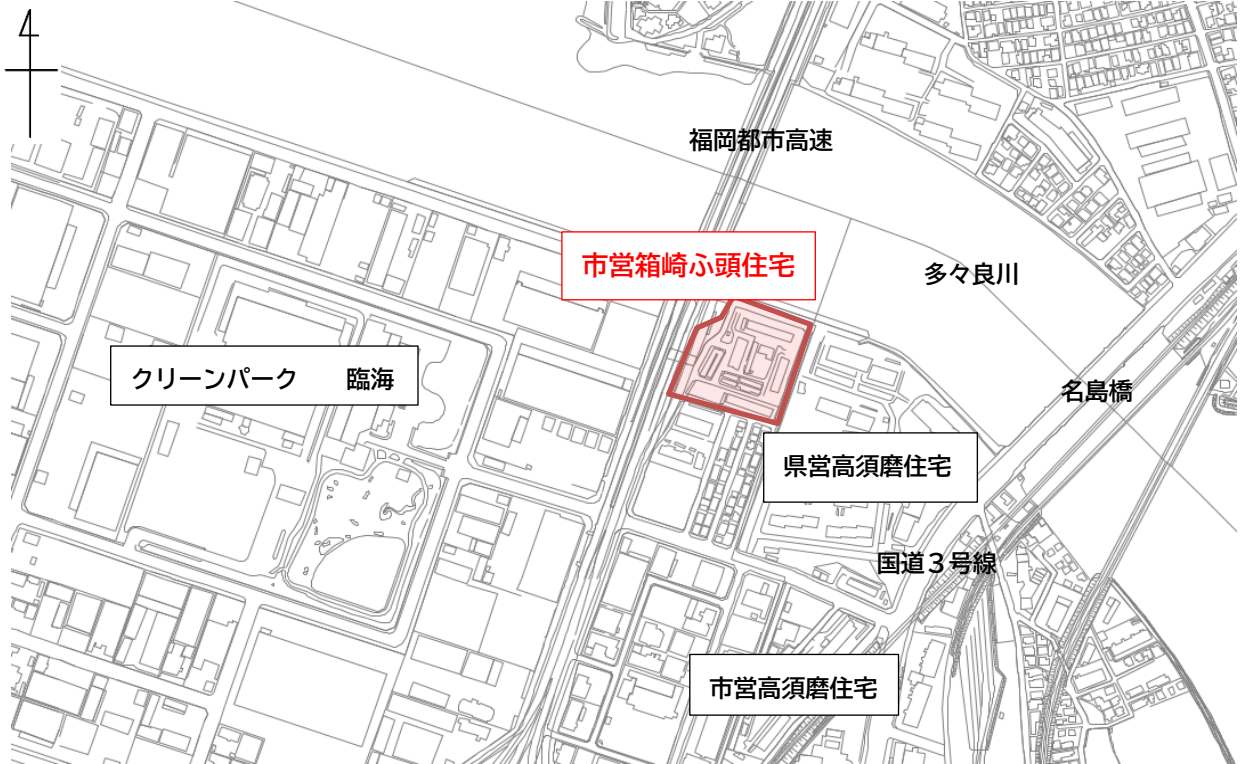 福岡都市高速
市営箱崎ふ頭住宅
多々良川
クリーンパーク　　臨海
名島橋
県営高須磨住宅
国道３号線
市営高須磨住宅